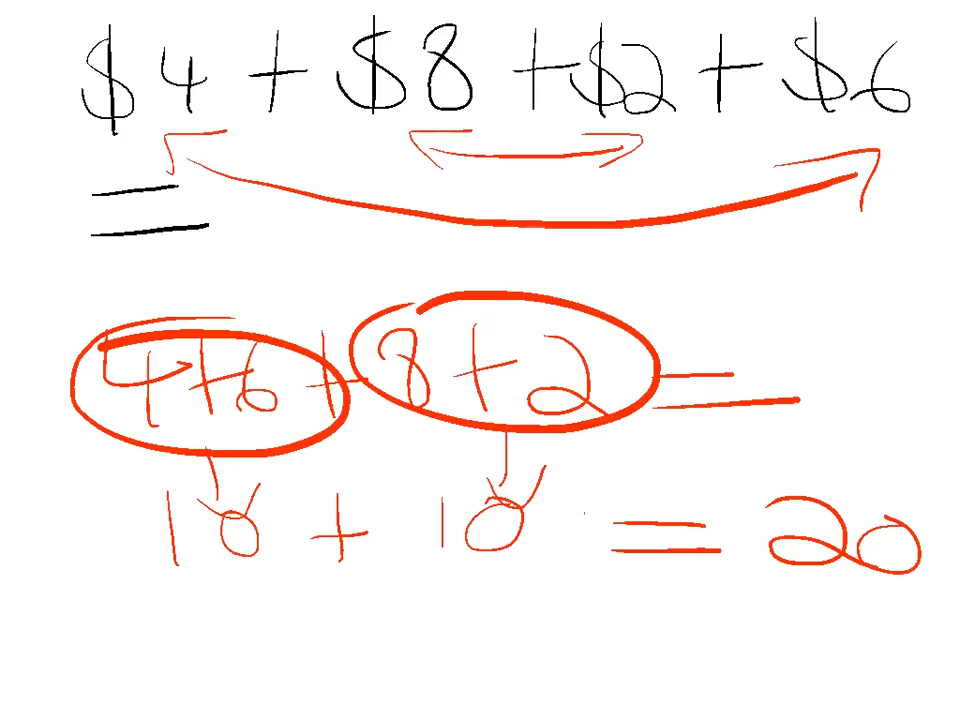 $4 + $8 + $2 + $6
=
4 + 6 + 8 + 2 =
10 + 10 = 20